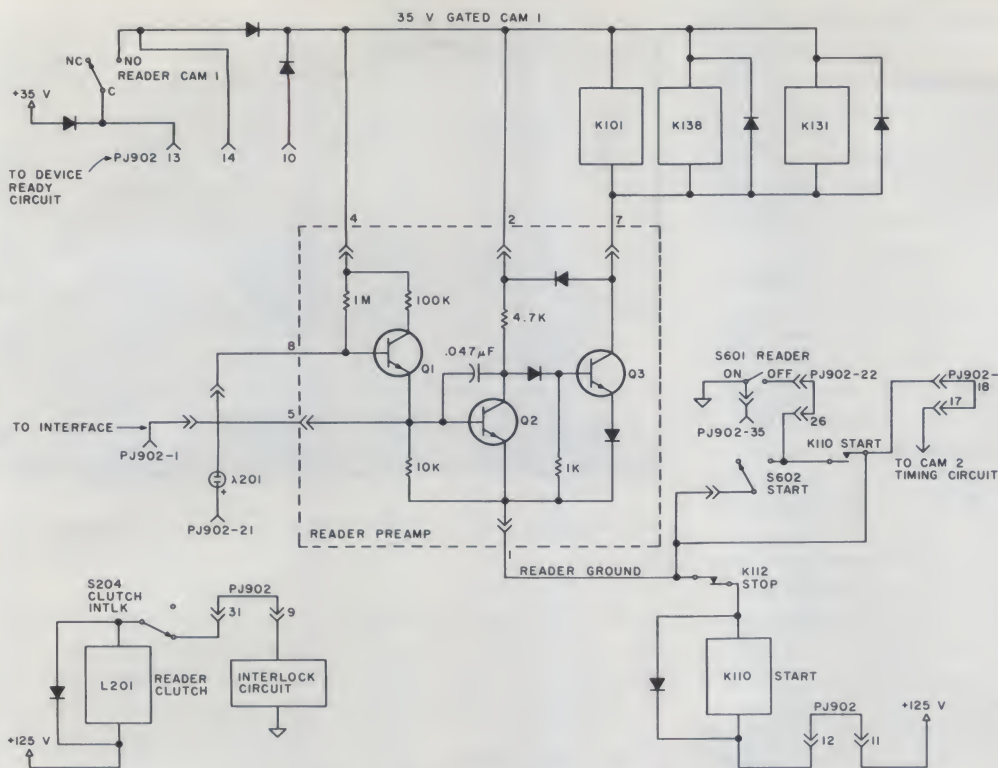 35 V GATED CAM 1
NC
NO
READER CAM 1
C
+35 V
PJ902 13 14 10
TO DEVICE
READY
CIRCUIT
K101
K138
K131
4
2
7
1M
100K
4.7K
.047μF
8
Q1
Q2
Q3
5
TO INTERFACE
PJ902-1
10K
1K
λ201
+
PJ902-21
READER PREAMP
1
READER GROUND
S601 READER
ON OFF
PJ902-22
PJ902-35
26
PJ902-
18
17
K110 START
TO CAM 2
TIMING CIRCUIT
S602
START
K112
STOP
S204
CLUTCH
INTLK
PJ902
31 9
L201
READER
CLUTCH
INTERLOCK
CIRCUIT
+125 V
K110
START
PJ902
12 11
+125 V